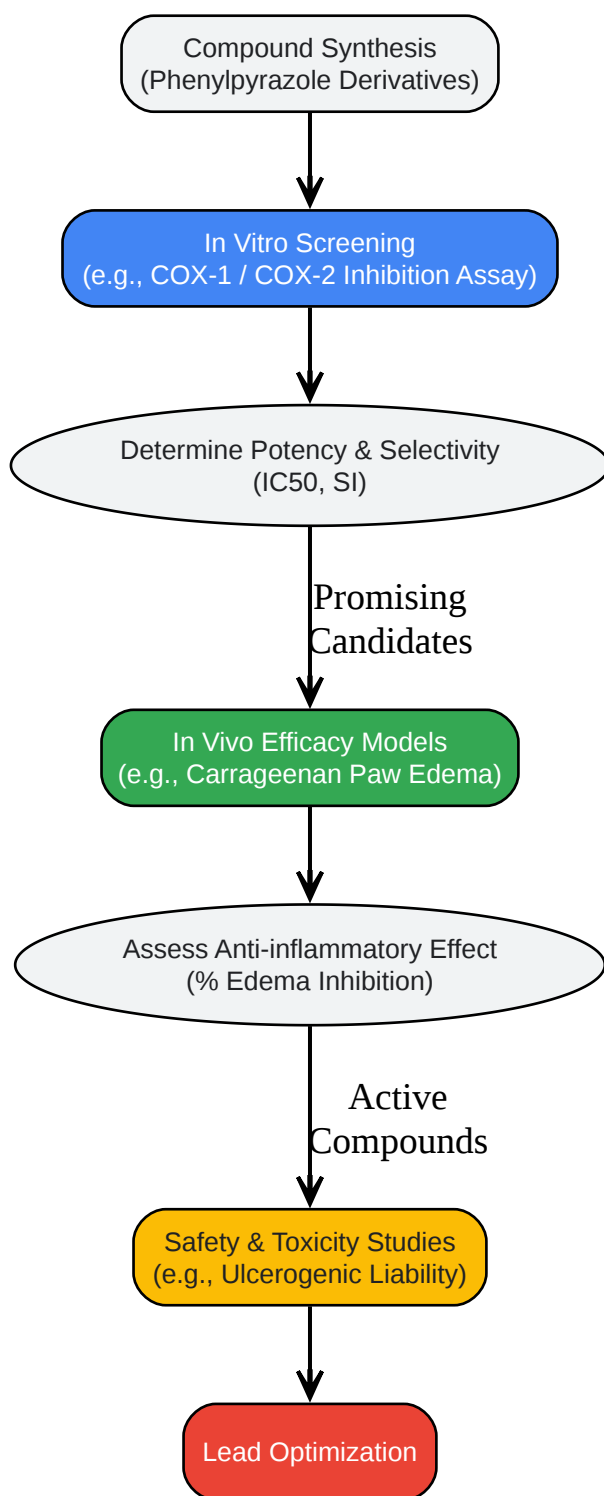 Compound Synthesis
(Phenylpyrazole Derivatives)
In Vitro Screening
(e.g., COX-1 / COX-2 Inhibition Assay)
Determine Potency & Selectivity
(IC50, SI)
Promising
Candidates
In Vivo Efficacy Models
(e.g., Carrageenan Paw Edema)
Assess Anti-inflammatory Effect
(% Edema Inhibition)
Active
Compounds
Safety & Toxicity Studies
(e.g., Ulcerogenic Liability)
Lead Optimization